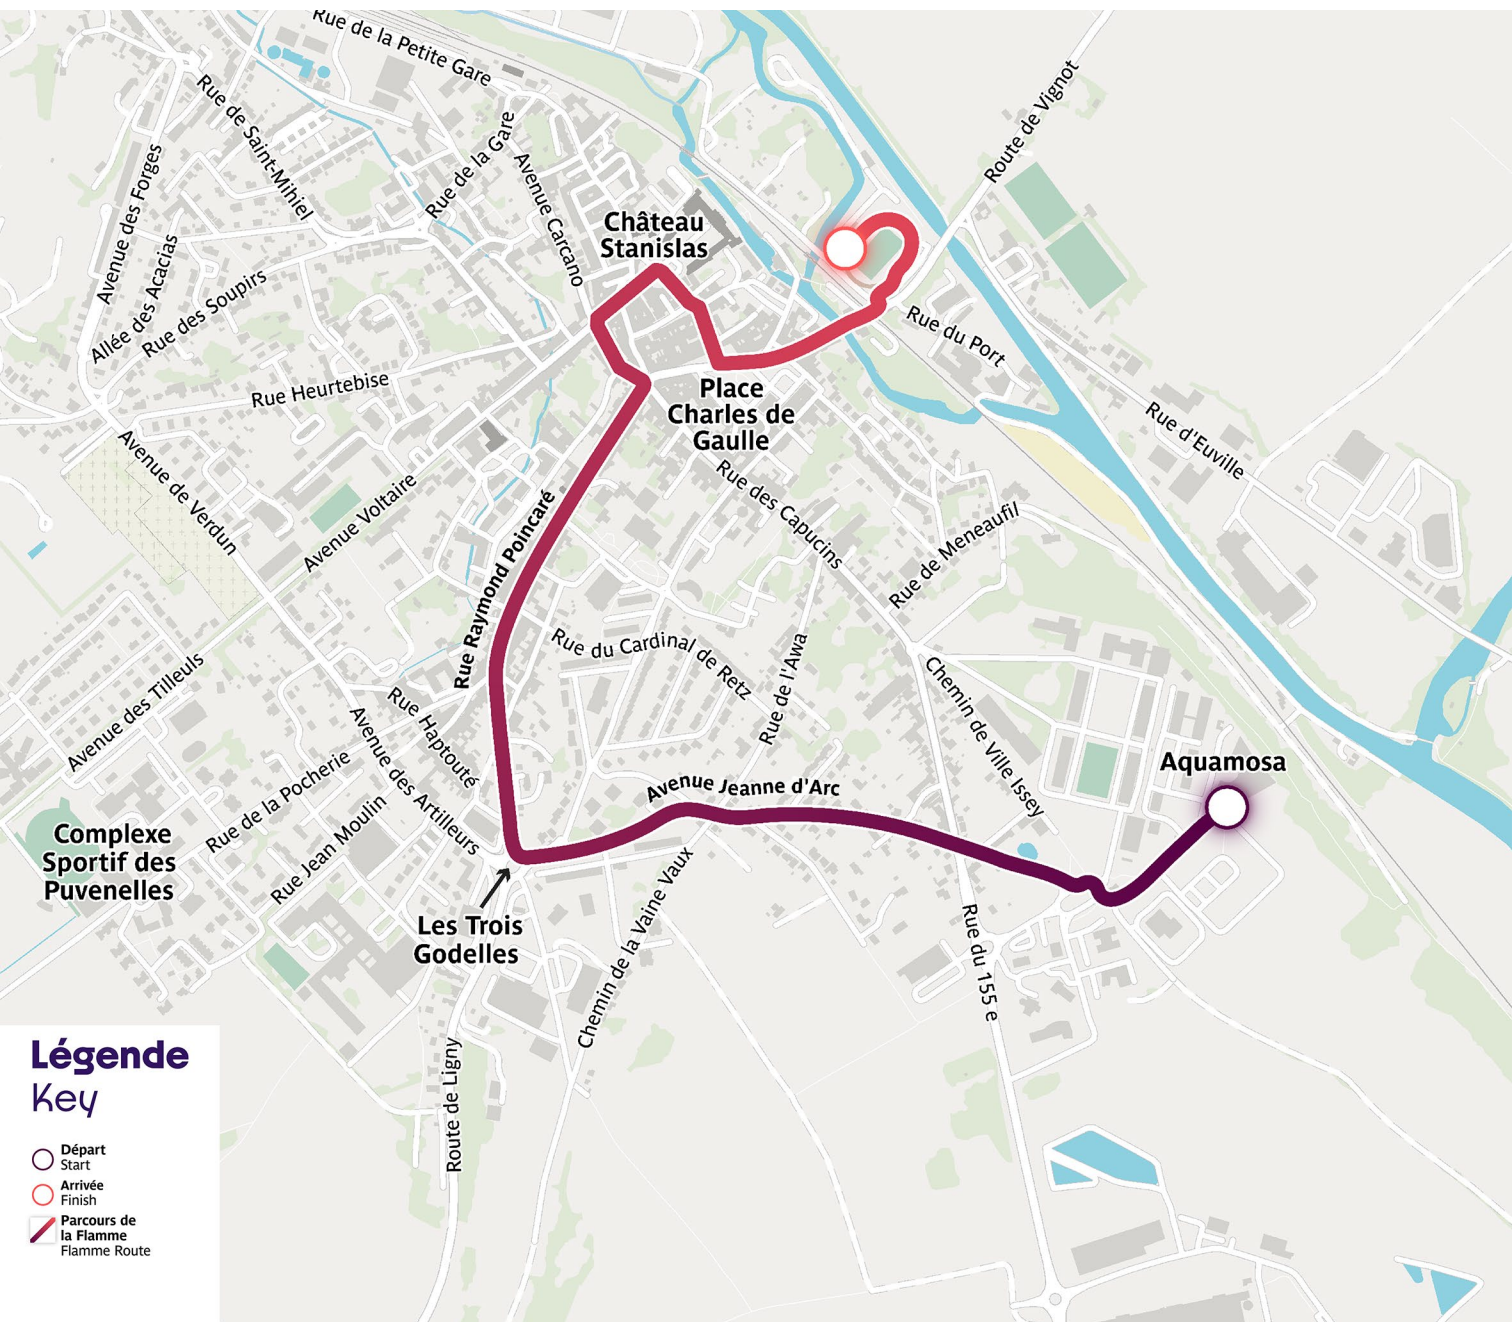 Rue de la Petite Gare
Rue de Saint-Mihiel
Rue de la Gare
Avenue Carcano
Route de Vignot
Avenue des Forges
Allée des Acacias
Rue des Soupirs
Château
Stanislas
Rue du Port
Rue Heurtebise
Place
Charles de
Gaulle
Rue d'Euville
Avenue de Verdun
Avenue Voltaire
Rue des Capucins
Rue de Meneaufil
Rue Raymond Poincaré
Rue du Cardinal de Retz
Rue de l'Awa
Chemin de Ville Issey
Avenue des Tilleuls
Rue Haptouté
Avenue des Artilleurs
Rue de la Pocherie
Rue Jean Moulin
Avenue Jeanne d'Arc
Aquamosa
Complexe
Sportif des
Puvenelles
Les Trois
Godelles
Chemin de la Vaine Vaux
Rue du 155 e
Route de Ligny
Légende
Key
Départ
Start
Arrivée
Finish
Parcours de
la Flamme
Flamme Route